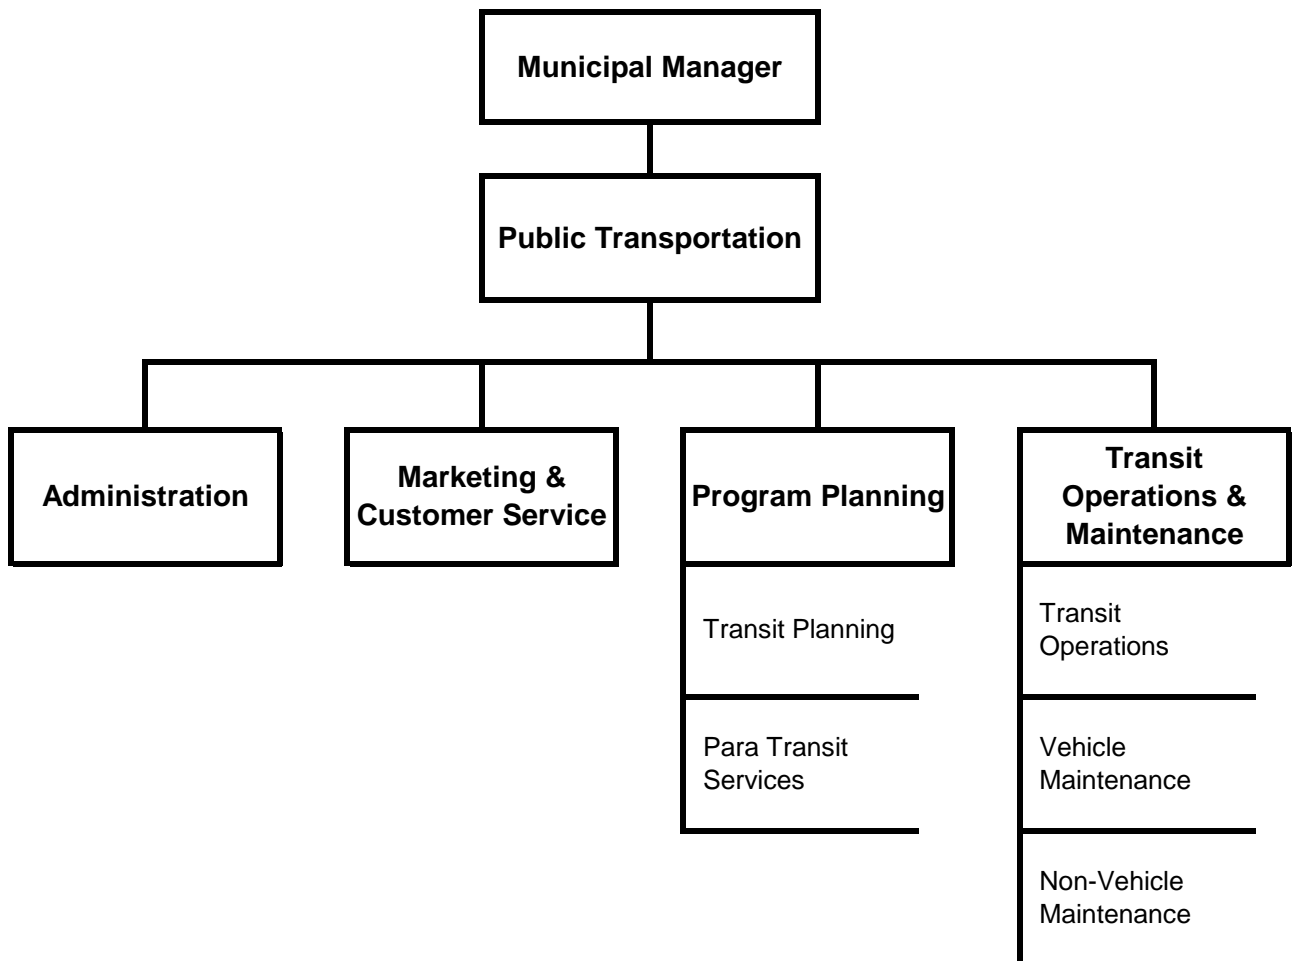 Municipal Manager
Public Transportation
Administration
Marketing &
Customer Service
Program Planning
Transit
Operations &
Maintenance
Transit Planning
Para Transit
Services
Transit
Operations
Vehicle
Maintenance
Non-Vehicle
Maintenance